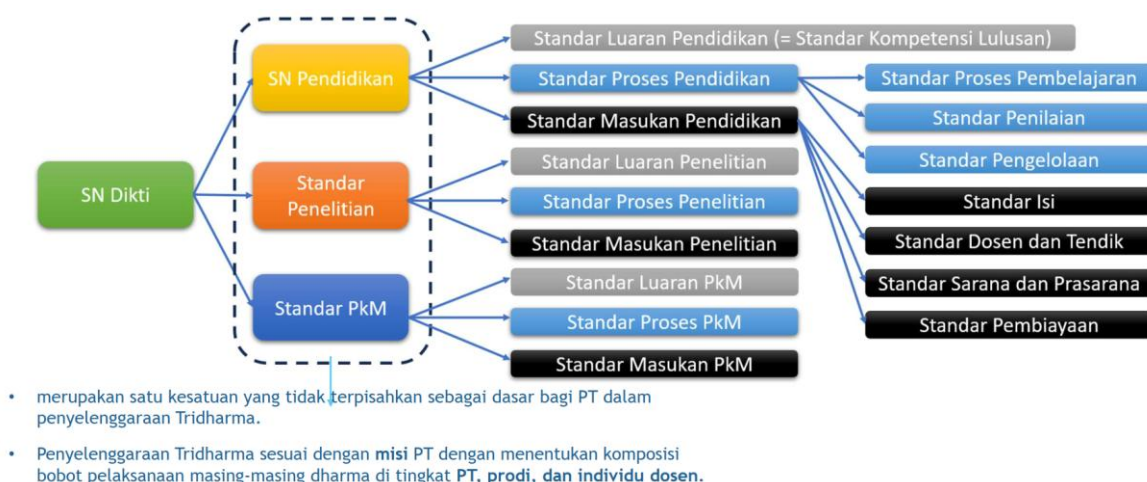 SN Dikti
SN Pendidikan
Standar
Penelitian
Standar PkM
Standar Luaran Pendidikan (= Standar Kompetensi Lulusan)
Standar Proses Pendidikan
Standar Masukan Pendidikan
Standar Luaran Penelitian
Standar Proses Penelitian
Standar Masukan Penelitian
Standar Luaran PkM
Standar Proses PkM
Standar Masukan PkM
Standar Proses Pembelajaran
Standar Penilaian
Standar Pengelolaan
Standar Isi
Standar Dosen dan Tendik
Standar Sarana dan Prasarana
Standar Pembiayaan
• merupakan satu kesatuan yang tidak terpisahkan sebagai dasar bagi PT dalam
penyelenggaraan Tridharma.
• Penyelenggaraan Tridharma sesuai dengan misi PT dengan menentukan komposisi
bobot pelaksanaan masing-masing dharma di tingkat PT, prodi, dan individu dosen.